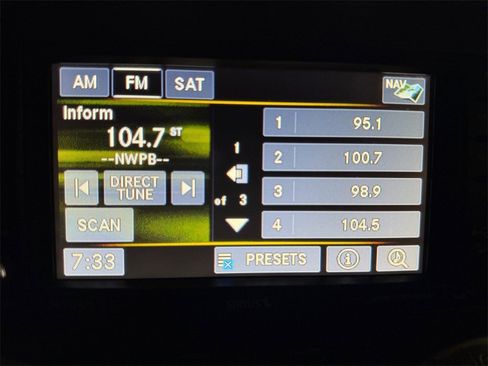 AM FM SAT NAV
Inform
104.7 ST
--NWPB--
DIRECT
TUNE
SCAN
7:33
1
of 3
1 95.1
2 100.7
3 98.9
4 104.5
PRESETS
i
SIRIUS